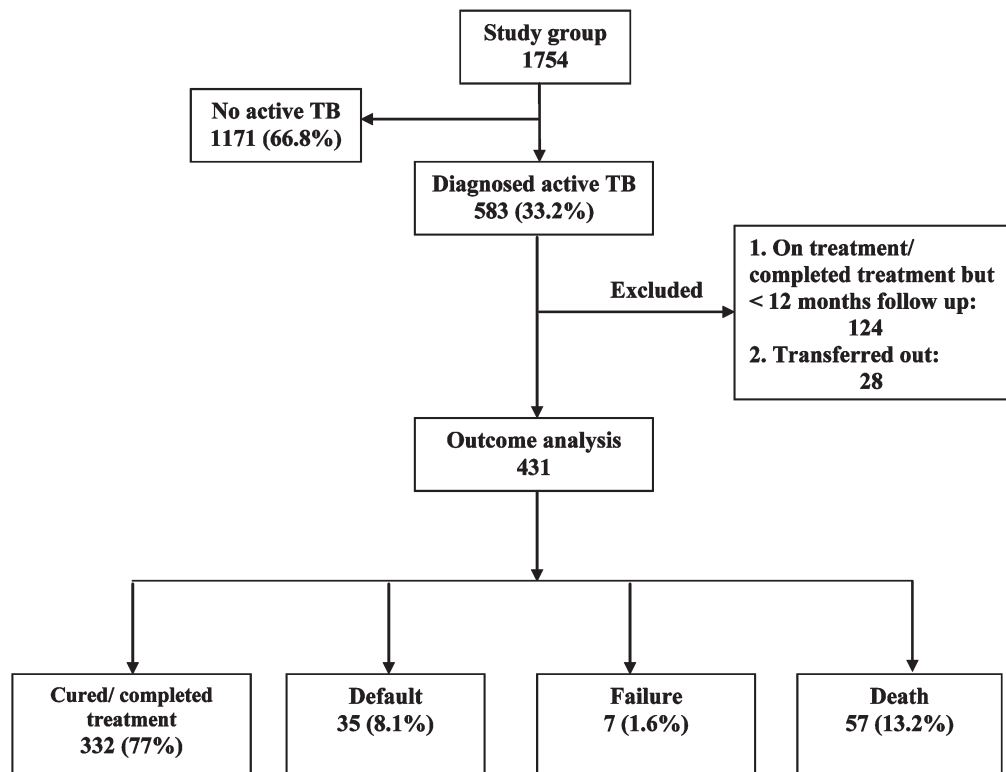 Study group
1754
No active TB
1171 (66.8%)
Diagnosed active TB
583 (33.2%)
Excluded
1. On treatment/
completed treatment but
< 12 months follow up:
124
2. Transferred out:
28
Outcome analysis
431
Cured/ completed
treatment
332 (77%)
Default
35 (8.1%)
Failure
7 (1.6%)
Death
57 (13.2%)